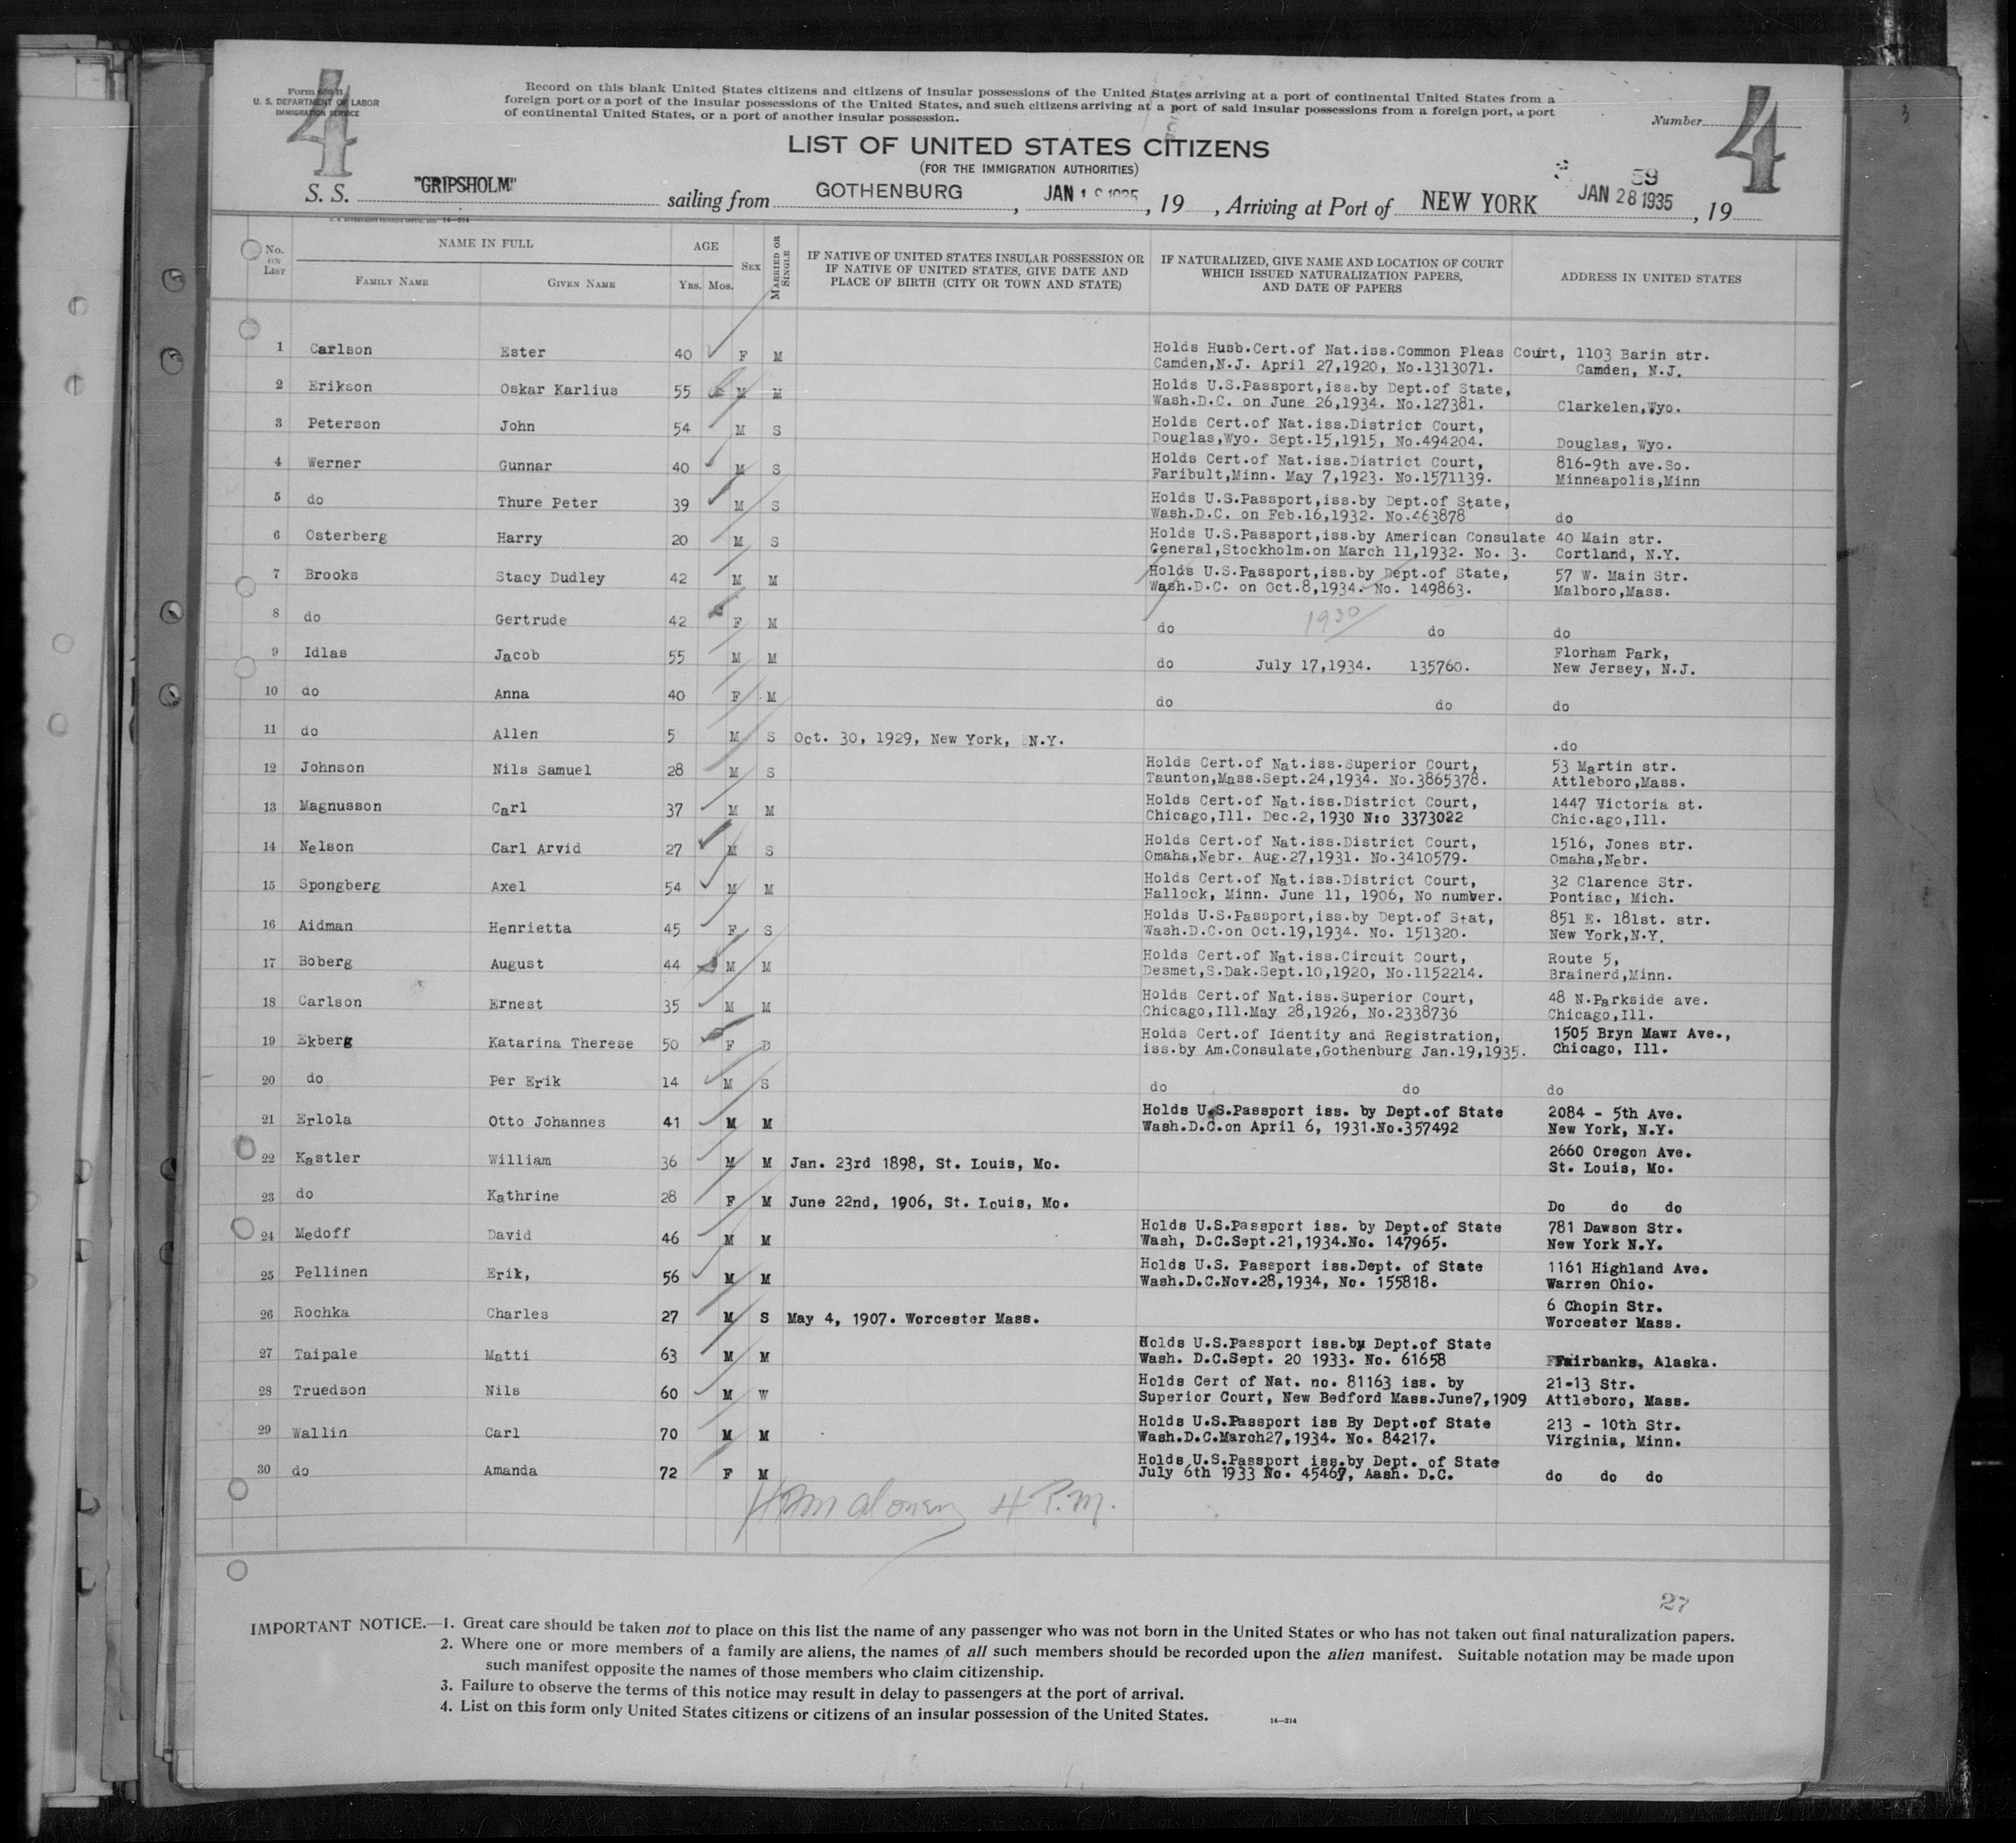 4
Form 630 B
U. S. DEPARTMENT OF LABOR
IMMIGRATION SERVICE
Record on this blank United States citizens and citizens of insular possessions of the United States arriving at a port of continental United States from a
foreign port or a port of the insular possessions of the United States, and such citizens arriving at a port of said insular possessions from a foreign port, a port
of continental United States, or a port of another insular possession.
Number
4
LIST OF UNITED STATES CITIZENS
(FOR THE IMMIGRATION AUTHORITIES)
S. S. "GRIPSHOLM" sailing from GOTHENBURG , JAN 1 1935 , 19 , Arriving at Port of NEW YORK 59 JAN 28 1935 , 19
No. ON LIST
NAME IN FULL
FAMILY NAME GIVEN NAME
AGE
YRS. MOS.
SEX
MARRIED OR SINGLE
IF NATIVE OF UNITED STATES INSULAR POSSESSION OR
IF NATIVE OF UNITED STATES, GIVE DATE AND
PLACE OF BIRTH (CITY OR TOWN AND STATE)
IF NATURALIZED, GIVE NAME AND LOCATION OF COURT
WHICH ISSUED NATURALIZATION PAPERS,
AND DATE OF PAPERS
ADDRESS IN UNITED STATES
1 Carlson Ester 40 F M Holds Husb.Cert.of Nat.iss.Common Pleas Court, 1103 Barin str.
Camden,N.J. April 27,1920, No.1313071. Camden, N.J.
2 Erikson Oskar Karlius 55 M M Holds U.S.Passport,iss.by Dept.of State,
Wash.D.C. on June 26,1934. No.127381. Clarkelen,Wyo.
3 Peterson John 54 M S Holds Cert.of Nat.iss.District Court,
Douglas,Wyo. Sept.15,1915, No.494204. Douglas, Wyo.
4 Werner Gunnar 40 M S Holds Cert.of Nat.iss.District Court, 816-9th ave.So.
Faribult,Minn. May 7,1923. No.1571139. Minneapolis,Minn
5 do Thure Peter 39 M S Holds U.S.Passport,iss.by Dept.of State,
Wash.D.C. on Feb.16,1932. No.463878 do
6 Osterberg Harry 20 M S Holds U.S.Passport,iss.by American Consulate 40 Main str.
General,Stockholm.on March 11,1932. No. 3. Cortland, N.Y.
7 Brooks Stacy Dudley 42 M M Holds U.S.Passport,iss.by Dept.of State, 57 W. Main Str.
Wash.D.C. on Oct.8,1934. No. 149863. Malboro,Mass.
8 do Gertrude 42 F M do 1930 do do
9 Idlas Jacob 55 M M do July 17,1934. 135760. Florham Park,
New Jersey, N.J.
10 do Anna 40 F M do do do
11 do Allen 5 M S Oct. 30, 1929, New York, N.Y. .do
12 Johnson Nils Samuel 28 M S Holds Cert.of Nat.iss.Superior Court, 53 Martin str.
Taunton,Mass.Sept.24,1934. No.3865378. Attleboro,Mass.
13 Magnusson Carl 37 M M Holds Cert.of Nat.iss.District Court, 1447 Victoria st.
Chicago,Ill. Dec.2, 1930 N:o 3373022 Chic.ago,Ill.
14 Nelson Carl Arvid 27 M S Holds Cert.of Nat.iss.District Court, 1516, Jones str.
Omaha,Nebr. Aug.27,1931. No.3410579. Omaha,Nebr.
15 Spongberg Axel 54 M M Holds Cert.of Nat.iss.District Court, 32 Clarence Str.
Hallock, Minn. June 11, 1906, No number. Pontiac, Mich.
16 Aidman Henrietta 45 F S Holds U.S.Passport,iss.by Dept.of Stat, 851 E. 181st. str.
Wash.D.C.on Oct.19,1934. No. 151320. New York,N.Y.
17 Boberg August 44 M M Holds Cert.of Nat.iss.Circuit Court, Route 5,
Desmet,S.Dak.Sept.10,1920, No.1152214. Brainerd,Minn.
18 Carlson Ernest 35 M M Holds Cert.of Nat.iss.Superior Court, 48 N.Parkside ave.
Chicago,Ill.May 28,1926, No.2338736 Chicago,Ill.
19 Ekberg Katarina Therese 50 F D Holds Cert.of Identity and Registration, 1505 Bryn Mawr Ave.,
iss.by Am.Consulate,Gothenburg Jan.19,1935. Chicago, Ill.
20 do Per Erik 14 M S do do do
21 Erlola Otto Johannes 41 M M Holds U.S.Passport iss. by Dept.of State 2084 - 5th Ave.
Wash.D.C.on April 6, 1931.No.357492 New York, N.Y.
22 Kastler William 36 M M Jan. 23rd 1898, St. Louis, Mo. 2660 Oregon Ave.
St. Louis, Mo.
23 do Kathrine 28 F M June 22nd, 1906, St. Louis, Mo. Do do do
24 Medoff David 46 M M Holds U.S.Passport iss. by Dept.of State 781 Dawson Str.
Wash, D.C.Sept.21,1934.No. 147965. New York N.Y.
25 Pellinen Erik, 56 M M Holds U.S. Passport iss.Dept. of State 1161 Highland Ave.
Wash.D.C.Nov.28,1934, No. 155818. Warren Ohio.
26 Rochka Charles 27 M S May 4, 1907. Worcester Mass. 6 Chopin Str.
Worcester Mass.
27 Taipale Matti 63 M M Holds U.S.Passport iss.by Dept.of State
Wash. D.C.Sept. 20 1933. No. 61658 Fairbanks, Alaska.
28 Truedson Nils 60 M W Holds Cert of Nat. no. 81163 iss. by 21-13 Str.
Superior Court, New Bedford Mass.June7,1909 Attleboro, Mass.
29 Wallin Carl 70 M M Holds U.S.Passport iss By Dept.of State 213 - 10th Str.
Wash.D.C.March27,1934. No. 84217. Virginia, Minn.
30 do Amanda 72 F M Holds U.S.Passport iss.by Dept. of State
July 6th 1933 No. 45467, Aash. D.C. do do do
4 P.M.
27
IMPORTANT NOTICE.—1. Great care should be taken not to place on this list the name of any passenger who was not born in the United States or who has not taken out final naturalization papers.
2. Where one or more members of a family are aliens, the names of all such members should be recorded upon the alien manifest. Suitable notation may be made upon
such manifest opposite the names of those members who claim citizenship.
3. Failure to observe the terms of this notice may result in delay to passengers at the port of arrival.
4. List on this form only United States citizens or citizens of an insular possession of the United States.
14—214